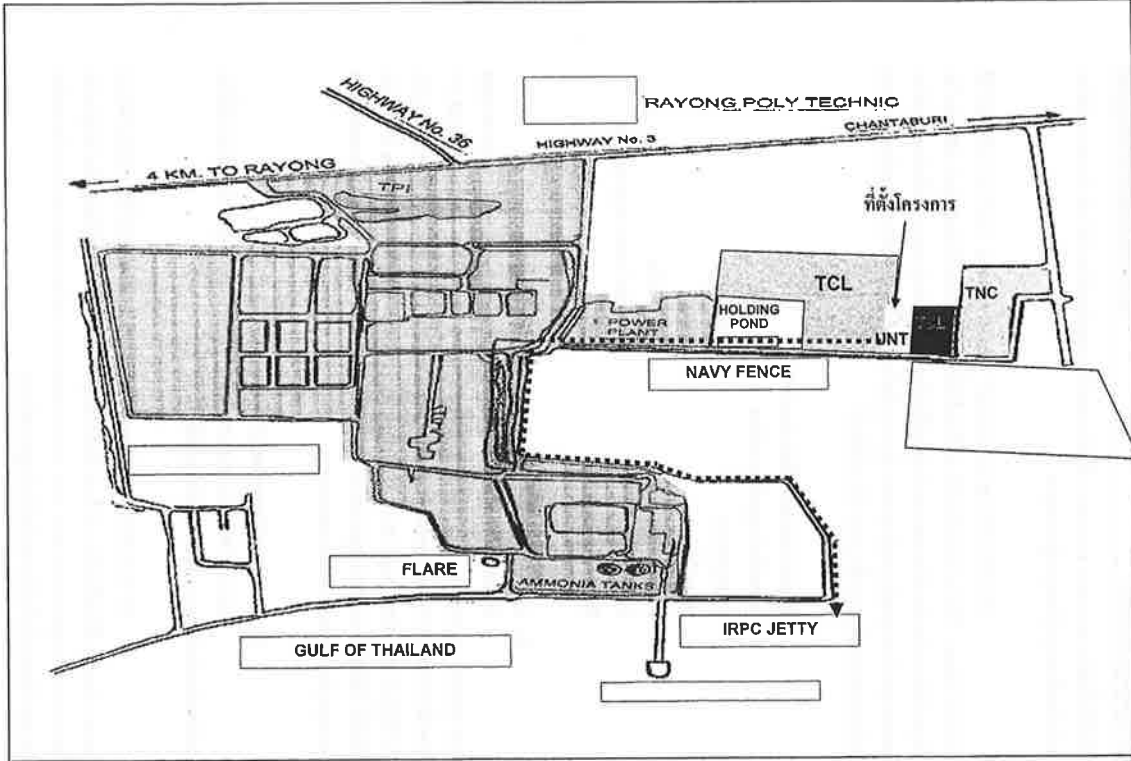 HIGHWAY No. 36
RAYONG POLY TECHNIC
CHANTABURI
HIGHWAY No. 3
4 KM. TO RAYONG
TPI
ที่ตั้งโครงการ
TCL
TNC
HOLDING
POND
POWER
PLANT
UNT
NAVY FENCE
FLARE
AMMONIA TANKS
IRPC JETTY
GULF OF THAILAND